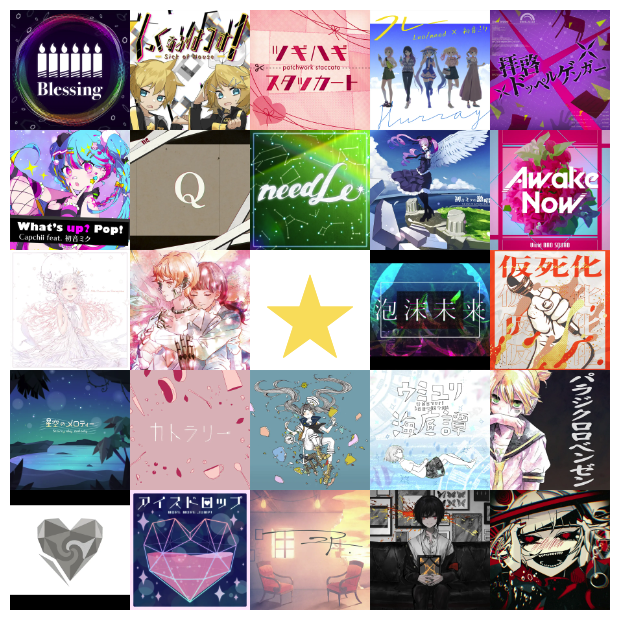 Blessing
Sick of House!
ツギハギ
patchwork staccato
スタッカート
フレー
Leo/need × 初音ミク
Hurray
拝啓
ドッペルゲンガー
What's up? Pop!
Capchii feat. 初音ミク
Q
needLe
Awake
Now
VIVID BAD SQUAD
泡沫未来
仮死化
星空のメロディー
カトラリー
ウミユリ
海底譚
パラジクロロベンゼン
アイスドロップ